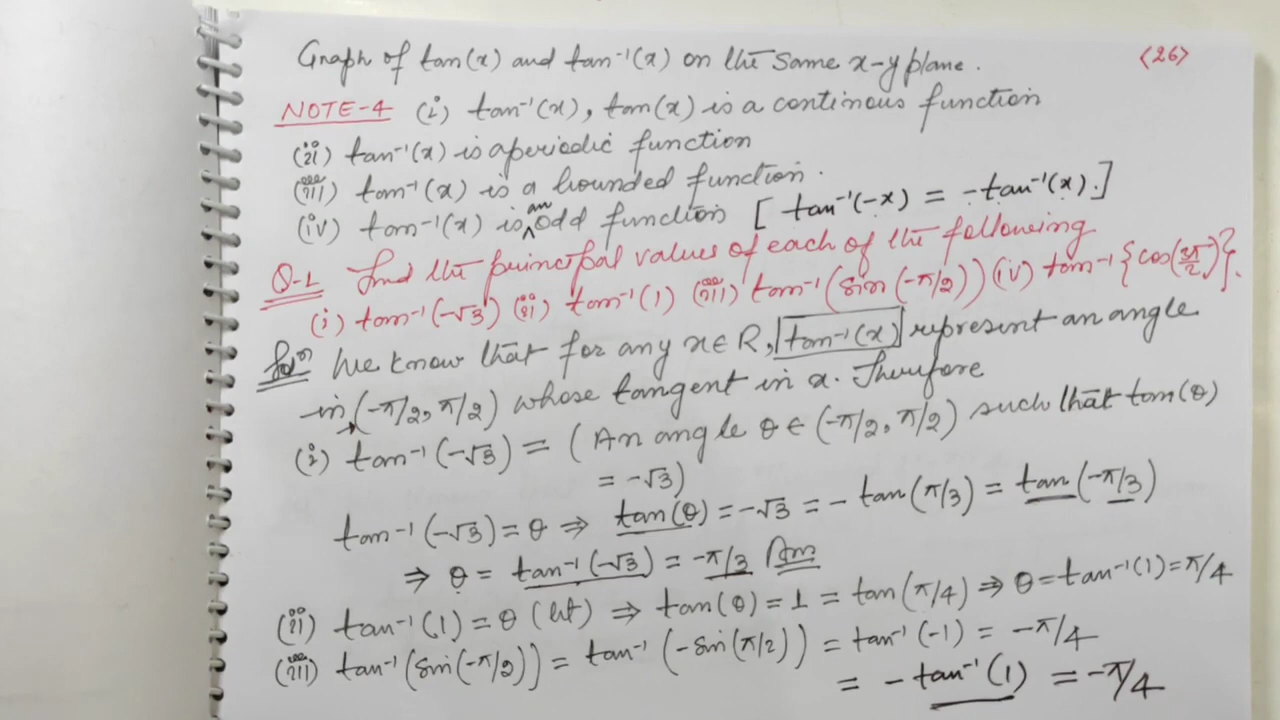 Graph of tan(x) and tan⁻¹(x) on the same x-y plane. <26>
NOTE-4 (i) tan⁻¹(x), tan(x) is a continous function
(ii) tan⁻¹(x) is aperiodic function
(iii) tan⁻¹(x) is a bounded function.
(iv) tan⁻¹(x) is an odd function [tan⁻¹(-x) = -tan⁻¹(x).]
Q-1 find the principal values of each of the following
(i) tan⁻¹(-√3) (ii) tan⁻¹(1) (iii) tan⁻¹(sin(-π/2)) (iv) tan⁻¹{cos(3π/2)}.
Solⁿ We know that for any x∈R, tan⁻¹(x) represent an angle
in (-π/2, π/2) whose tangent in x. Therefore
(i) tan⁻¹(-√3) = (An angle θ ∈ (-π/2, π/2) such that tan(θ)
= -√3)
tan⁻¹(-√3) = θ ⇒ tan(θ) = -√3 = -tan(π/3) = tan(-π/3)
⇒ θ = tan⁻¹(-√3) = -π/3 Ans
(ii) tan⁻¹(1) = θ (let) ⇒ tan(θ) = 1 = tan(π/4) ⇒ θ = tan⁻¹(1) = π/4
(iii) tan⁻¹(sin(-π/2)) = tan⁻¹(-sin(π/2)) = tan⁻¹(-1) = -π/4
= -tan⁻¹(1) = -π/4